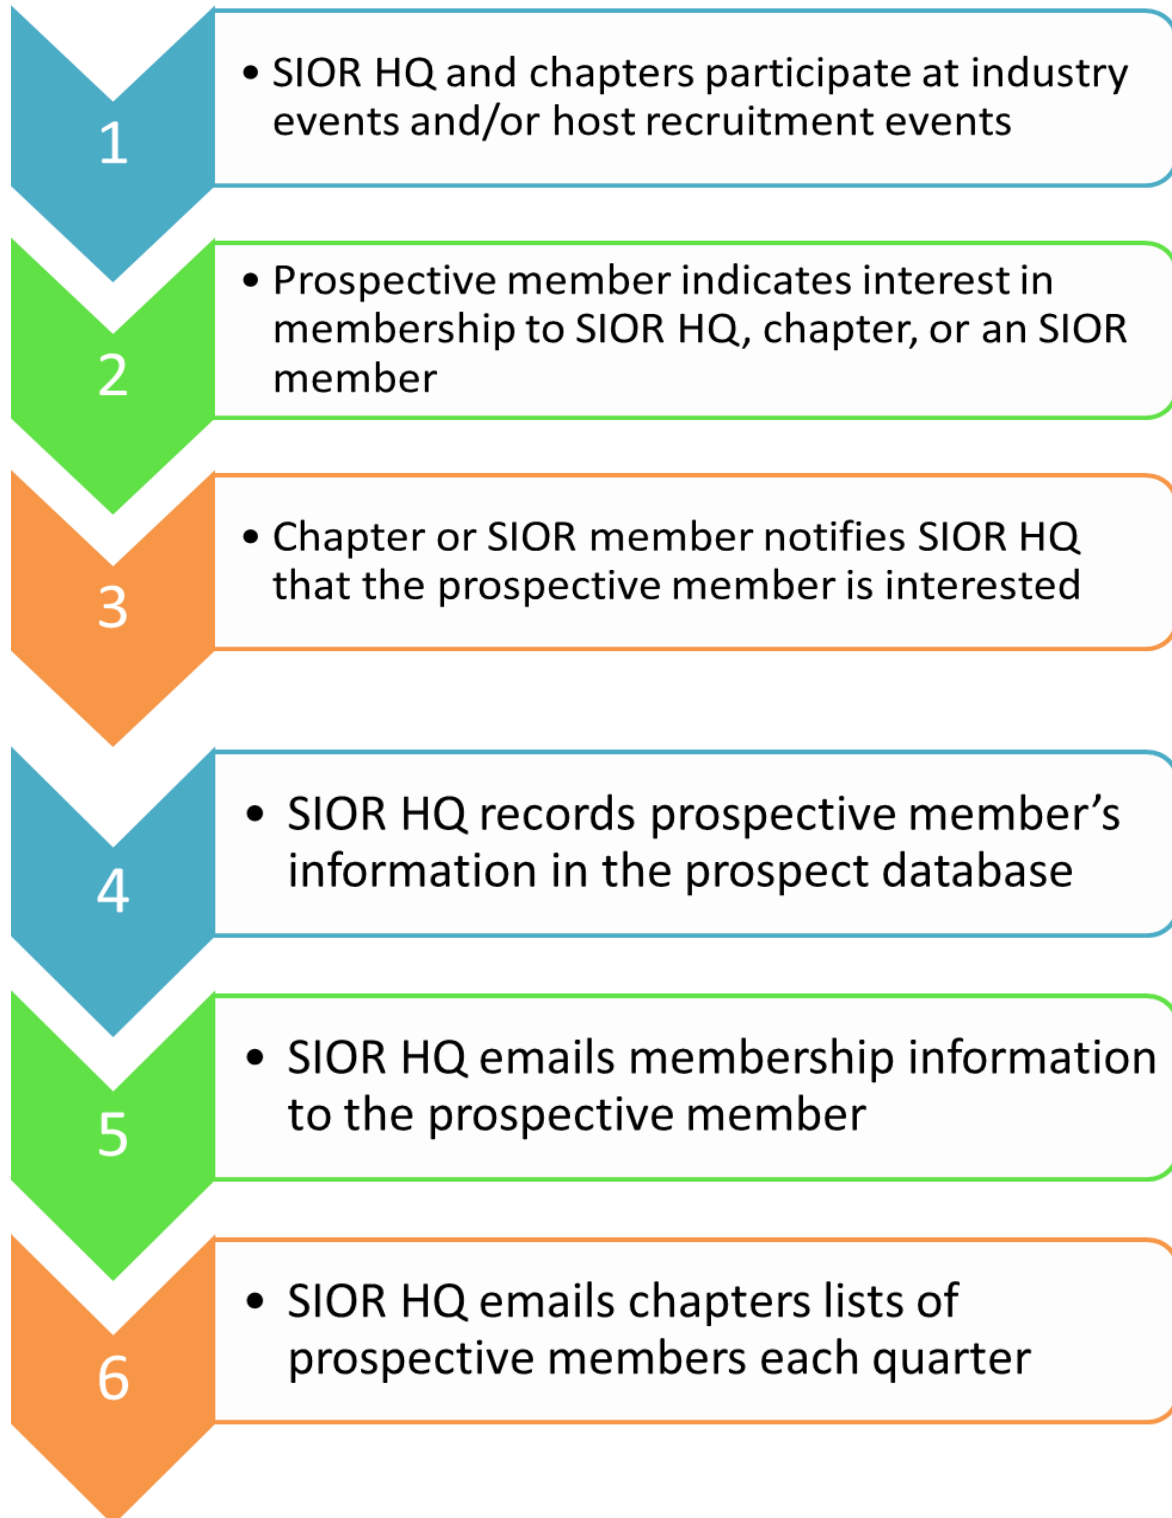 1
• SIOR HQ and chapters participate at industry
events and/or host recruitment events
2
• Prospective member indicates interest in
membership to SIOR HQ, chapter, or an SIOR
member
3
• Chapter or SIOR member notifies SIOR HQ
that the prospective member is interested
4
• SIOR HQ records prospective member’s
information in the prospect database
5
• SIOR HQ emails membership information
to the prospective member
6
• SIOR HQ emails chapters lists of
prospective members each quarter